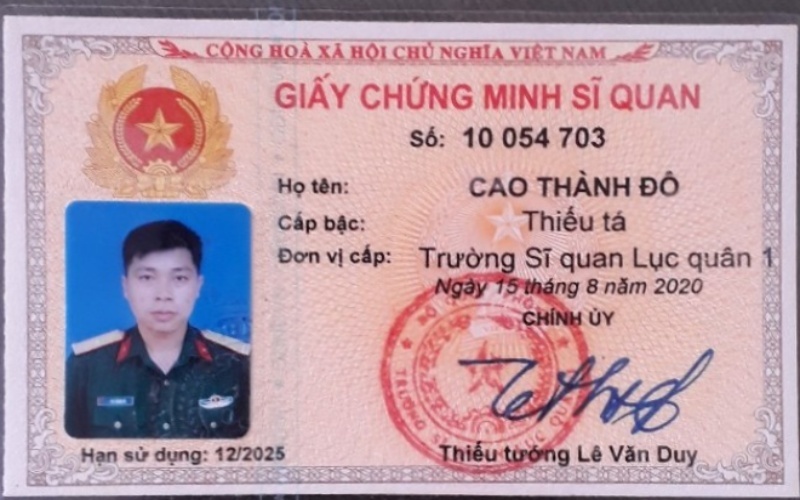 CỘNG HOÀ XÃ HỘI CHỦ NGHĨA VIỆT NAM
GIẤY CHỨNG MINH SĨ QUAN
Số: 10 054 703
Họ tên: CAO THÀNH ĐÔ
Cấp bậc: Thiếu tá
Đơn vị cấp: Trường Sĩ quan Lục quân 1
Ngày 15 tháng 8 năm 2020
CHÍNH ỦY
Hạn sử dụng: 12/2025
Thiếu tướng Lê Văn Duy